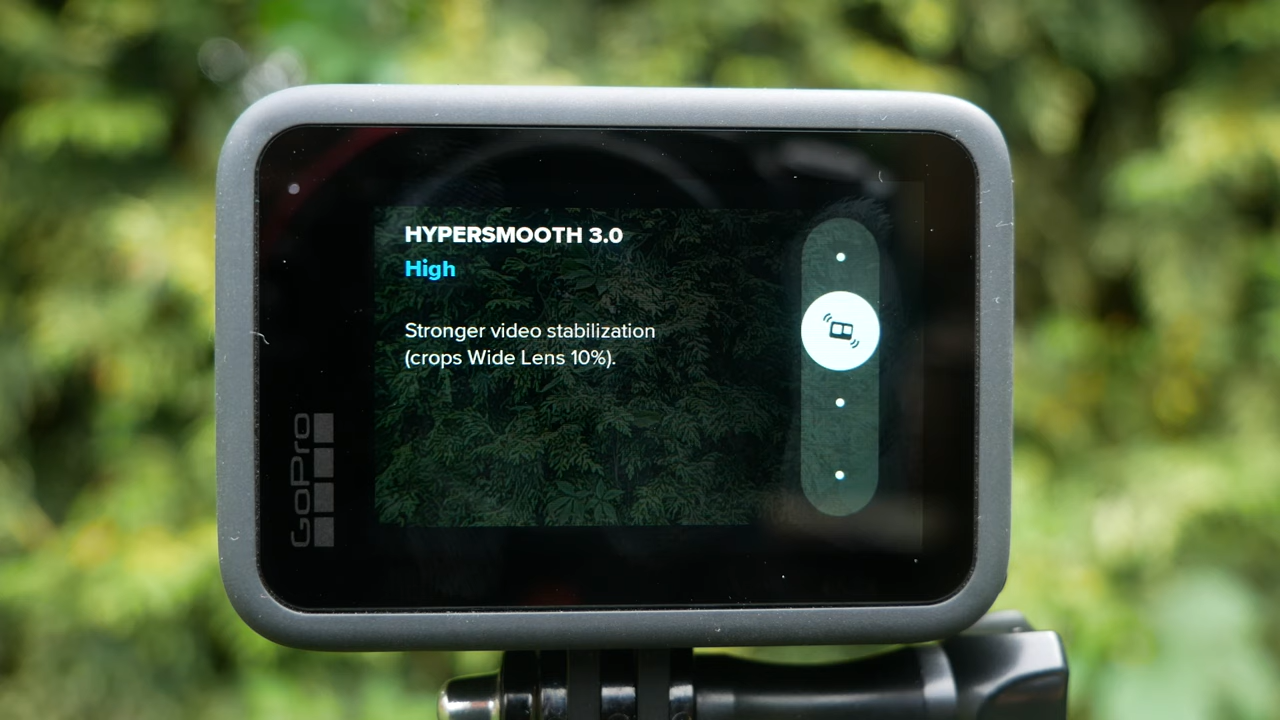 HYPERSMOOTH 3.0
High
Stronger video stabilization
(crops Wide Lens 10%).
GoPro